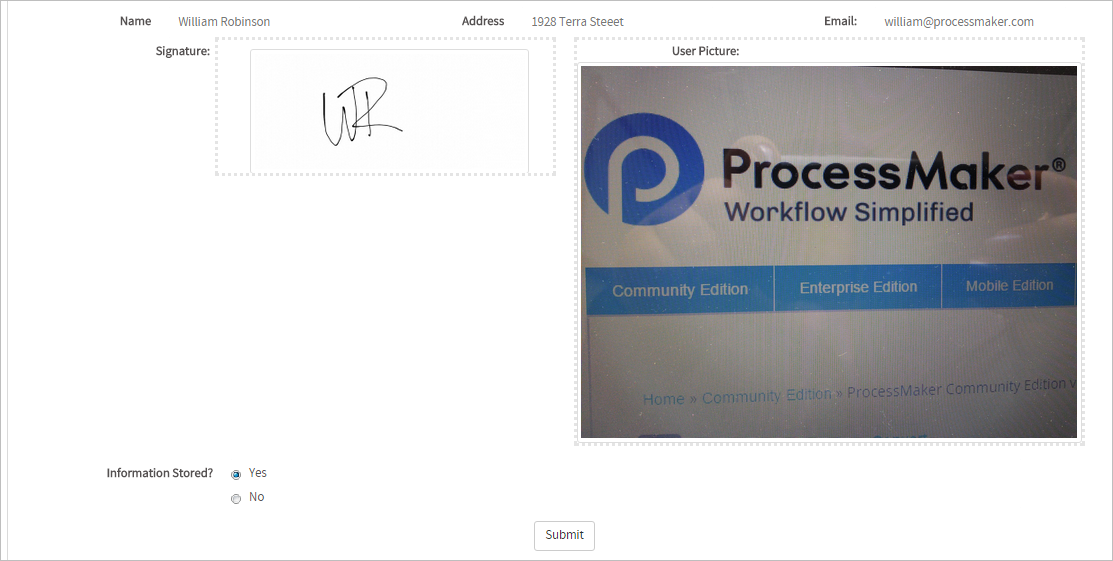 Name William Robinson Address 1928 Terra Steeet Email: william@processmaker.com
Signature:
WR
User Picture:
ProcessMaker®
Workflow Simplified
Community Edition Enterprise Edition Mobile Edition
Home » Community Edition » ProcessMaker Community Edition v
Information Stored? Yes
No
Submit